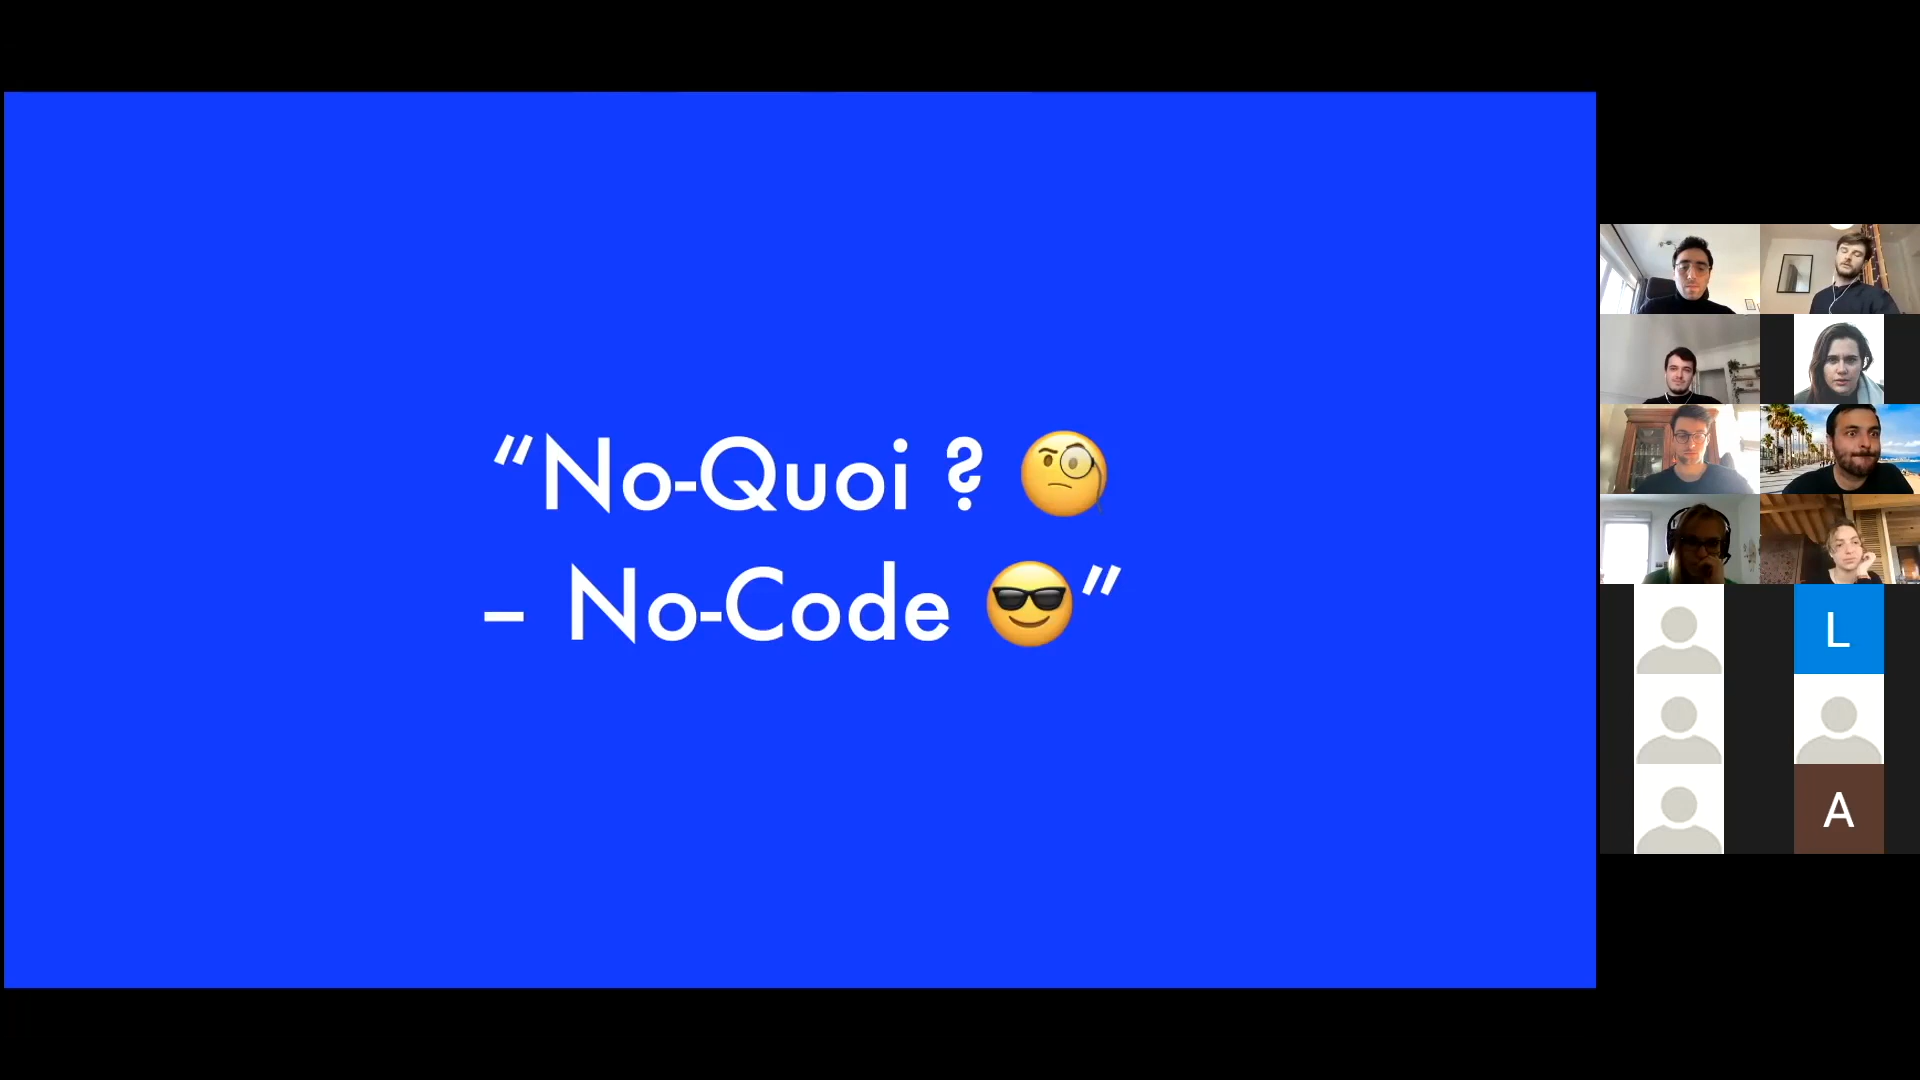 “No-Quoi ? 🧐
– No-Code 😎”
L
A